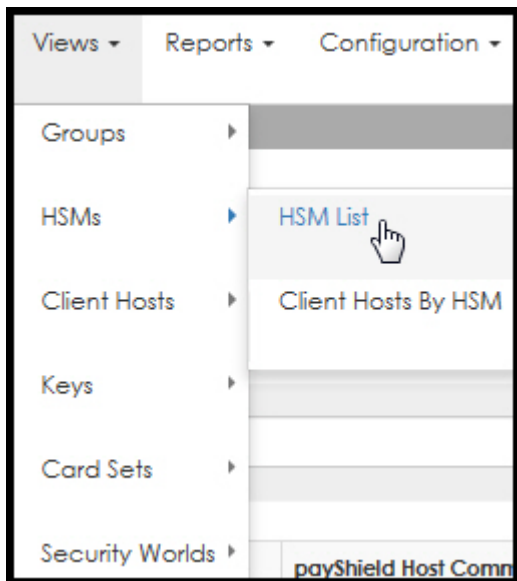 Views Reports Configuration
Groups
HSMs HSM List
Client Hosts Client Hosts By HSM
Keys
Card Sets
Security Worlds payShield Host